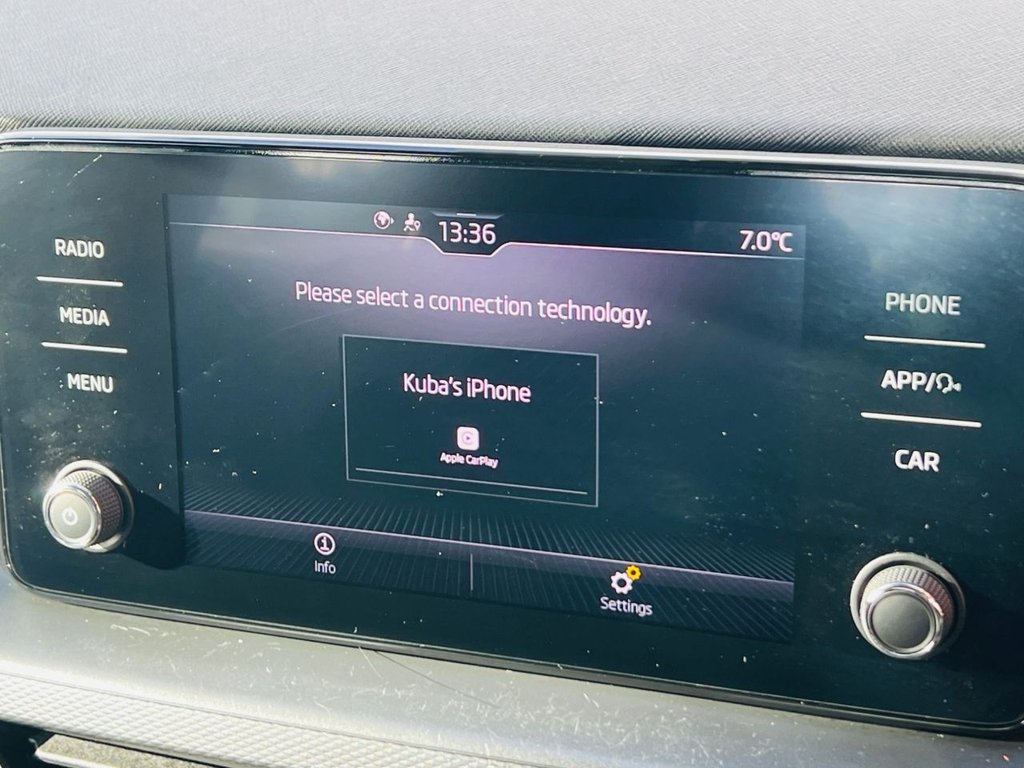 RADIO
MEDIA
MENU
13:36
7.0°C
Please select a connection technology.
Kuba's iPhone
Apple CarPlay
Info
Settings
PHONE
APP/
CAR